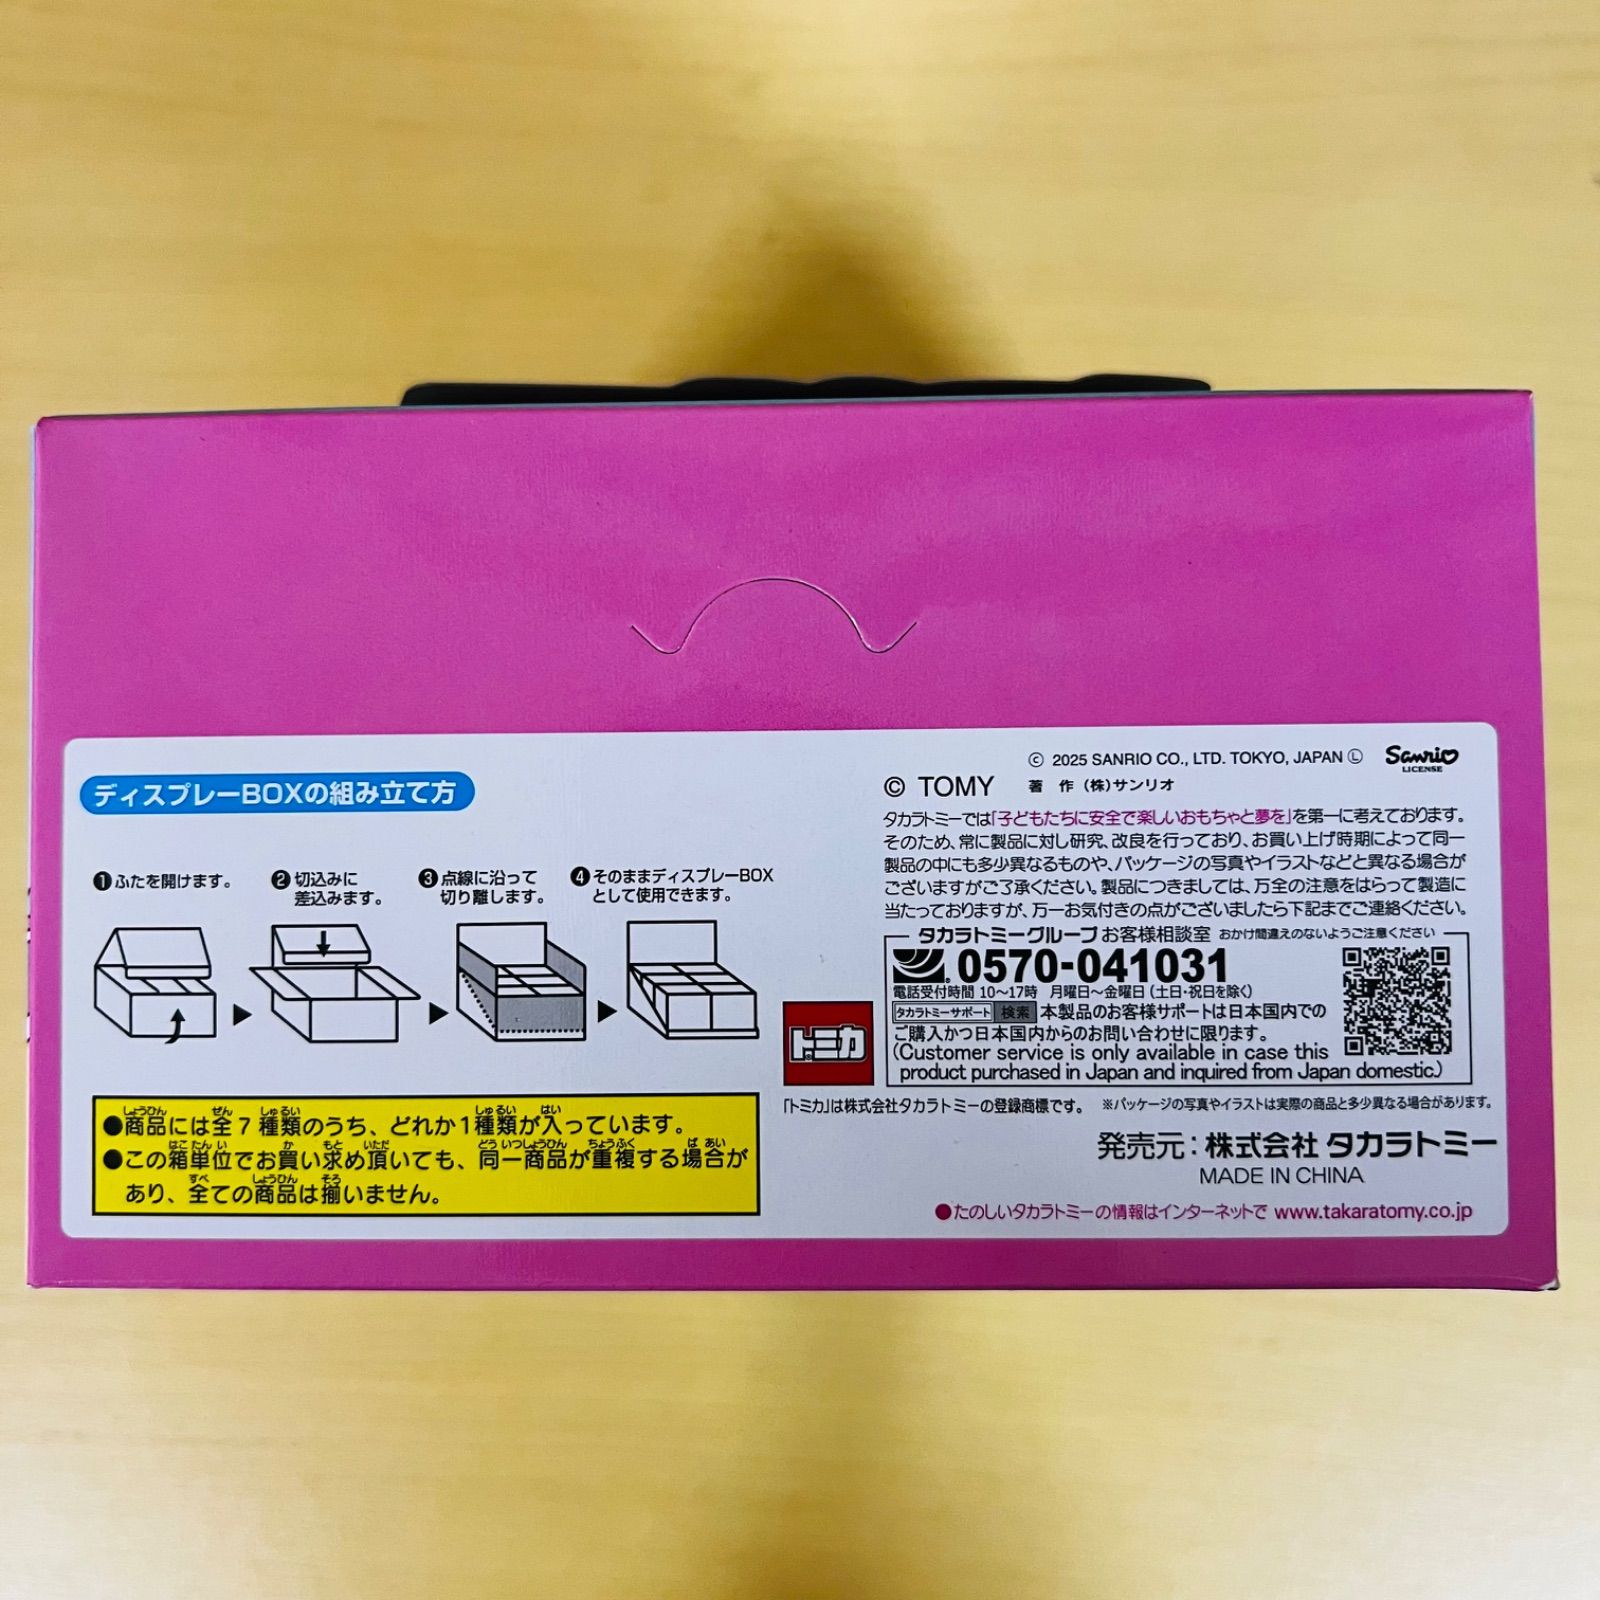 ディスプレーBOXの組み立て方
❶ふたを開けます。
❷切込みに
差込みます。
❸点線に沿って
切り離します。
❹そのままディスプレーBOX
として使用できます。
●商品には全7種類のうち、どれか1種類が入っています。
●この箱単位でお買い求め頂いても、同一商品が重複する場合が
あり、全ての商品は揃いません。
© 2025 SANRIO CO., LTD. TOKYO, JAPAN Ⓛ
Sanrio
LICENSE
© TOMY
著 作 (株)サンリオ
タカラトミーでは「子どもたちに安全で楽しいおもちゃと夢を」を第一に考えております。
そのため、常に製品に対し研究、改良を行っており、お買い上げ時期によって同一
製品の中にも多少異なるものや、パッケージの写真やイラストなどと異なる場合が
ございますがご了承ください。製品につきましては、万全の注意をはらって製造に
当たっておりますが、万一お気付きの点がございましたら下記までご連絡ください。
タカラトミーグループお客様相談室 おかけ間違えのないようご注意ください
0570-041031
電話受付時間 10〜17時 月曜日〜金曜日(土日・祝日を除く)
タカラトミーサポート 検索 本製品のお客様サポートは日本国内での
ご購入かつ日本国内からのお問い合わせに限ります。
(Customer service is only available in case this
product purchased in Japan and inquired from Japan domestic.)
トミカ
「トミカ」は株式会社タカラトミーの登録商標です。 ※パッケージの写真やイラストは実際の商品と多少異なる場合があります。
発売元：株式会社 タカラトミー
MADE IN CHINA
●たのしいタカラトミーの情報はインターネットで www.takaratomy.co.jp